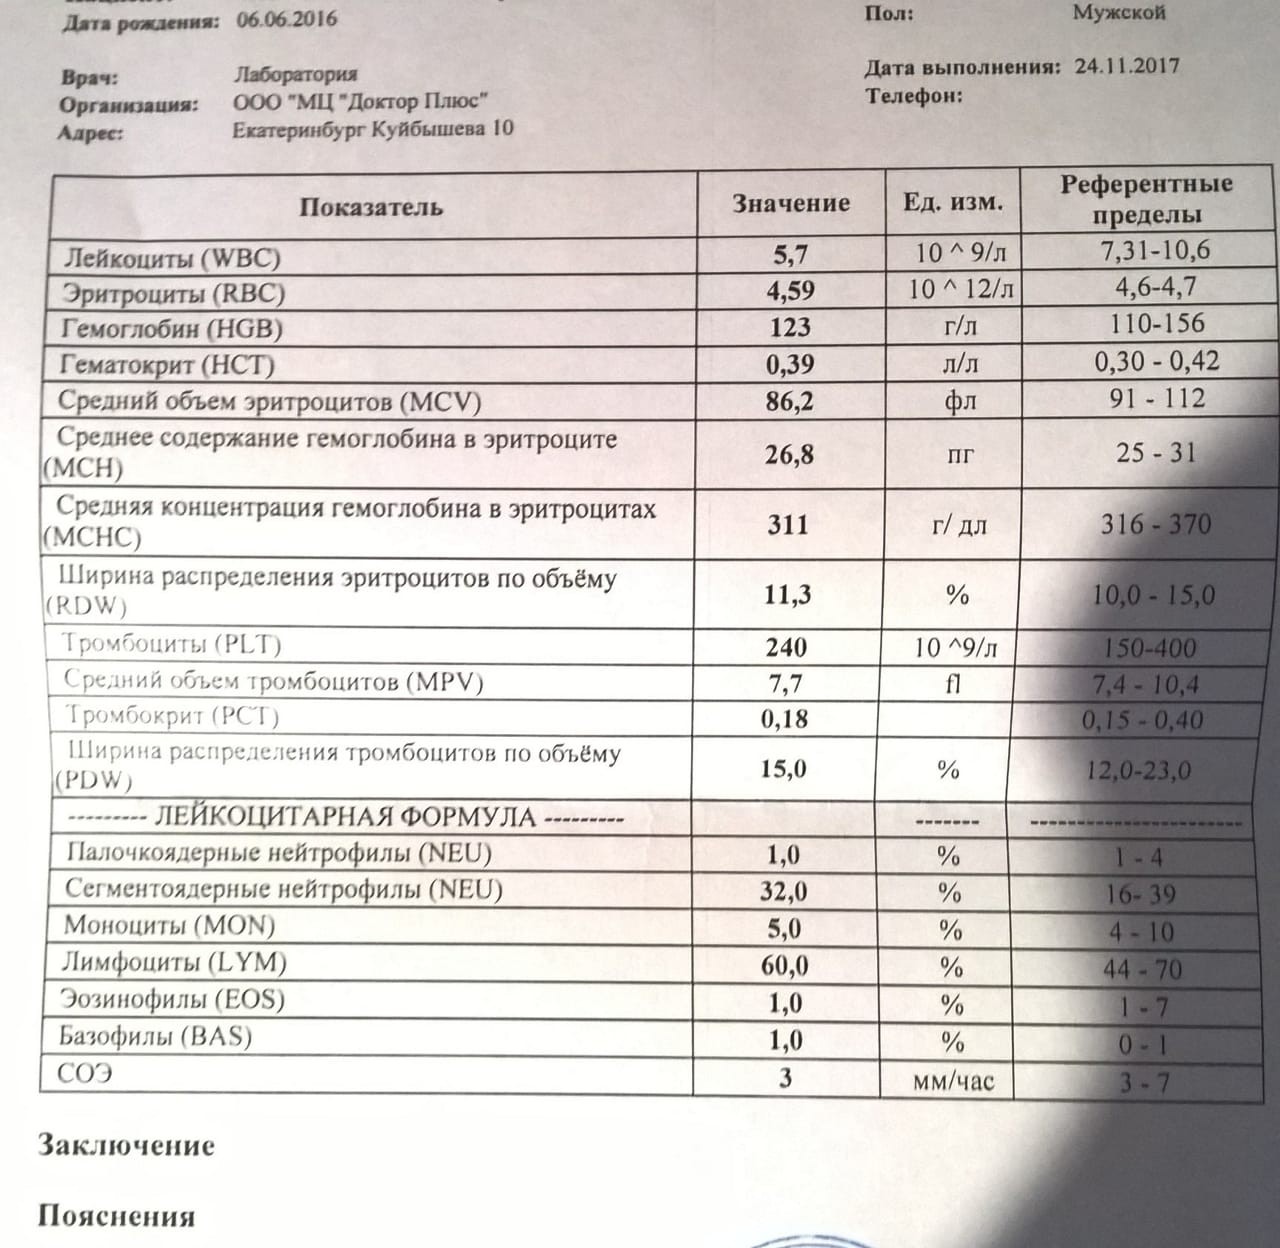 Дата рождения: 06.06.2016
Пол: Мужской
Врач: Лаборатория
Дата выполнения: 24.11.2017
Организация: ООО "МЦ "Доктор Плюс"
Телефон:
Адрес: Екатеринбург Куйбышева 10
Показатель Значение Ед. изм. Референтные
пределы
Лейкоциты (WBC) 5,7 10 ^ 9/л 7,31-10,6
Эритроциты (RBC) 4,59 10 ^ 12/л 4,6-4,7
Гемоглобин (HGB) 123 г/л 110-156
Гематокрит (HCT) 0,39 л/л 0,30 - 0,42
Средний объем эритроцитов (MCV) 86,2 фл 91 - 112
Среднее содержание гемоглобина в эритроците
(MCH) 26,8 пг 25 - 31
Средняя концентрация гемоглобина в эритроцитах
(MCHC) 311 г/ дл 316 - 370
Ширина распределения эритроцитов по объёму
(RDW) 11,3 % 10,0 - 15,0
Тромбоциты (PLT) 240 10 ^9/л 150-400
Средний объем тромбоцитов (MPV) 7,7 fl 7,4 - 10,4
Тромбокрит (PCT) 0,18 0,15 - 0,40
Ширина распределения тромбоцитов по объёму
(PDW) 15,0 % 12,0-23,0
--------- ЛЕЙКОЦИТАРНАЯ ФОРМУЛА --------- ------- -----------------------
Палочкоядерные нейтрофилы (NEU) 1,0 % 1 - 4
Сегментоядерные нейтрофилы (NEU) 32,0 % 16- 39
Моноциты (MON) 5,0 % 4 - 10
Лимфоциты (LYM) 60,0 % 44 - 70
Эозинофилы (EOS) 1,0 % 1 - 7
Базофилы (BAS) 1,0 % 0 - 1
СОЭ 3 мм/час 3 - 7
Заключение
Пояснения